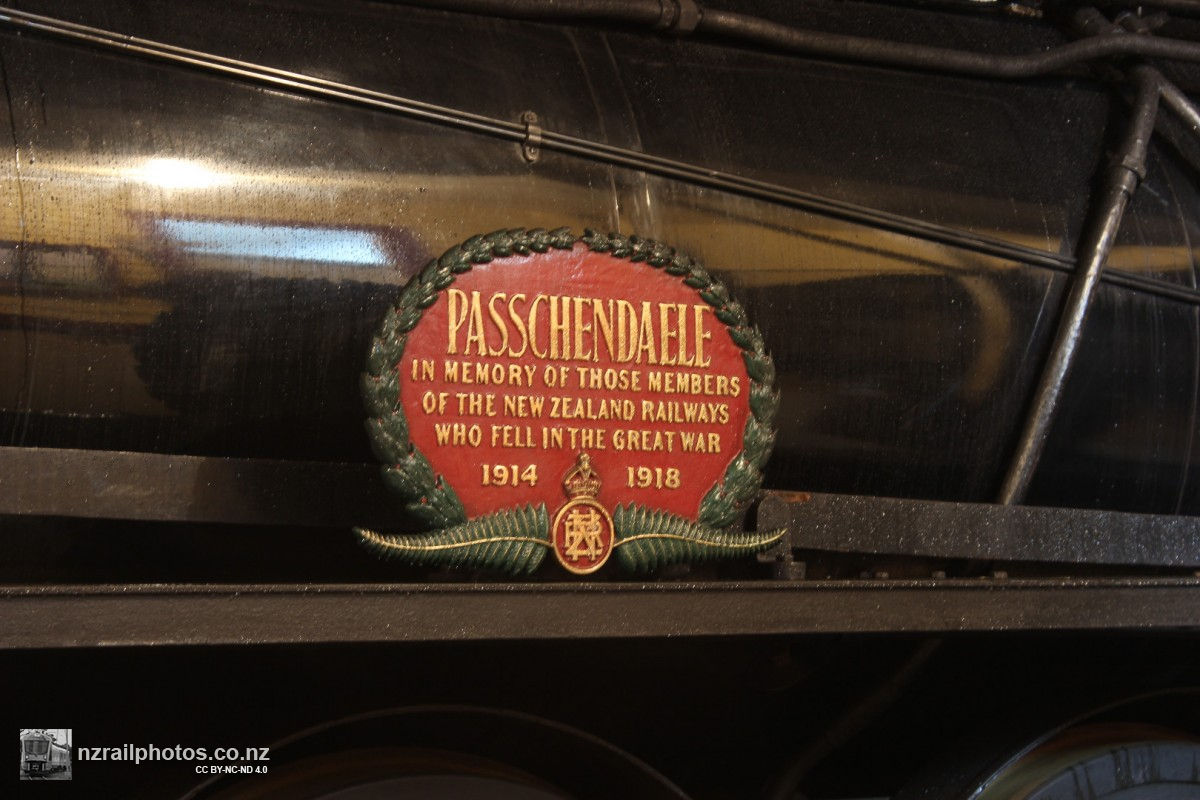 PASSCHENDAELE
IN MEMORY OF THOSE MEMBERS
OF THE NEW ZEALAND RAILWAYS
WHO FELL IN THE GREAT WAR
1914 1918
NZR
nzrailphotos.co.nz
CC BY-NC-ND 4.0